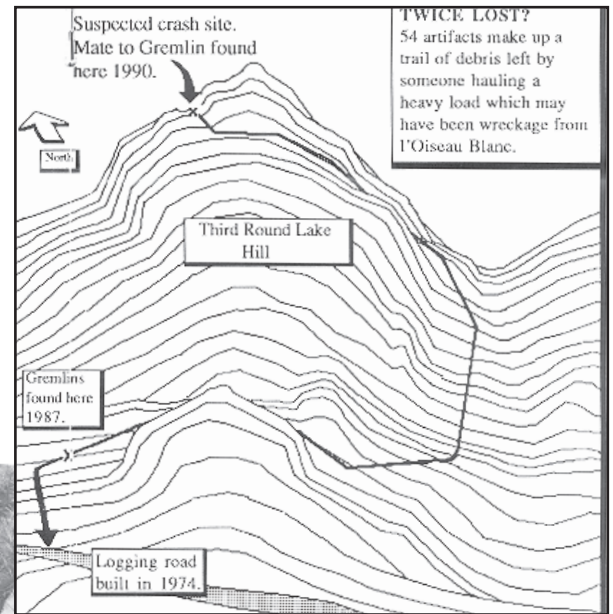 Suspected crash site.
Mate to Gremlin found
here 1990.
TWICE LOST?
54 artifacts make up a
trail of debris left by
someone hauling a
heavy load which may
have been wreckage from
l'Oiseau Blanc.
North
Third Round Lake
Hill
Gremlins
found here
1987.
Logging road
built in 1974.